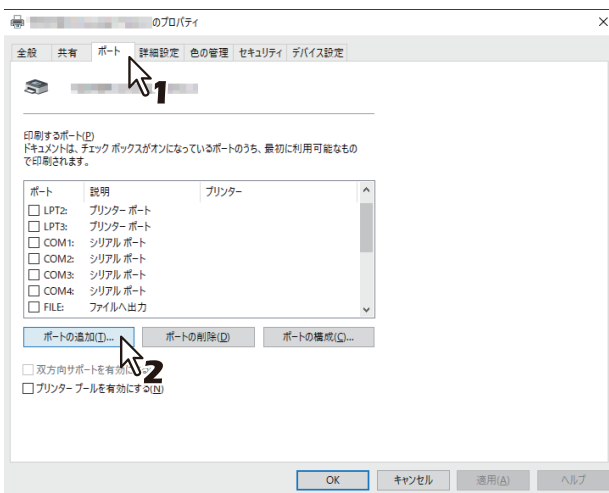 のプロパティ
全般 共有 ポート 詳細設定 色の管理 セキュリティ デバイス設定
1
印刷するポート(P)
ドキュメントは、チェック ボックスがオンになっているポートのうち、最初に利用可能なもの
で印刷されます。
ポート 説明 プリンター
LPT2: プリンター ポート
LPT3: プリンター ポート
COM1: シリアル ポート
COM2: シリアル ポート
COM3: シリアル ポート
COM4: シリアル ポート
FILE: ファイルへ出力
ポートの追加(T)... ポートの削除(D) ポートの構成(C)...
2
双方向サポートを有効に
プリンター プールを有効にする(N)
OK キャンセル 適用(A) ヘルプ